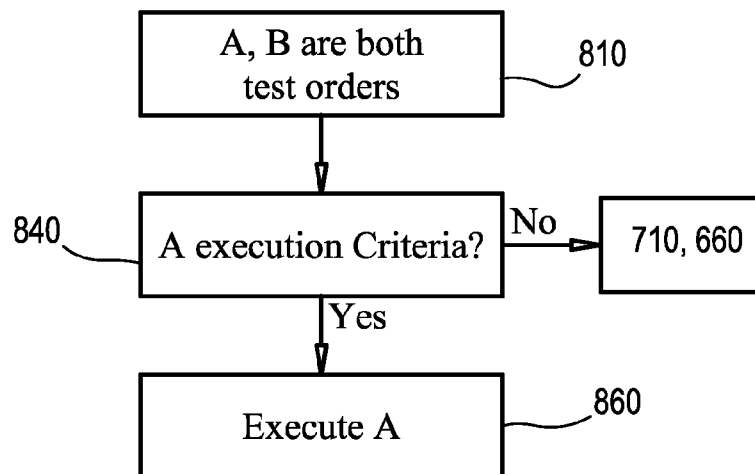 A, B are both
test orders
810
840
A execution Criteria?
No
710, 660
Yes
Execute A
860